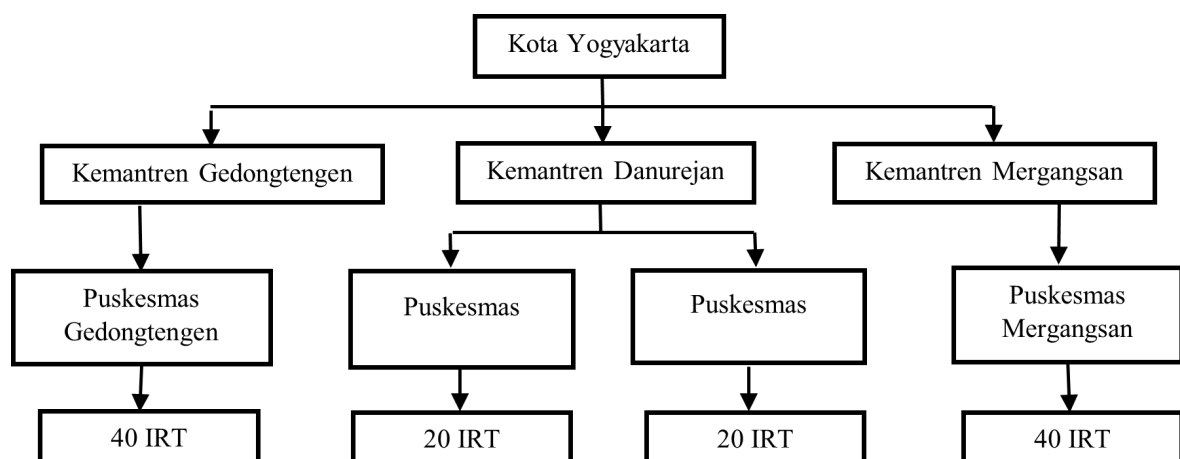 Kota Yogyakarta
Kemantren Gedongtengen
Kemantren Danurejan
Kemantren Mergangsan
Puskesmas
Gedongtengen
Puskesmas
Puskesmas
Puskesmas
Mergangsan
40 IRT
20 IRT
20 IRT
40 IRT